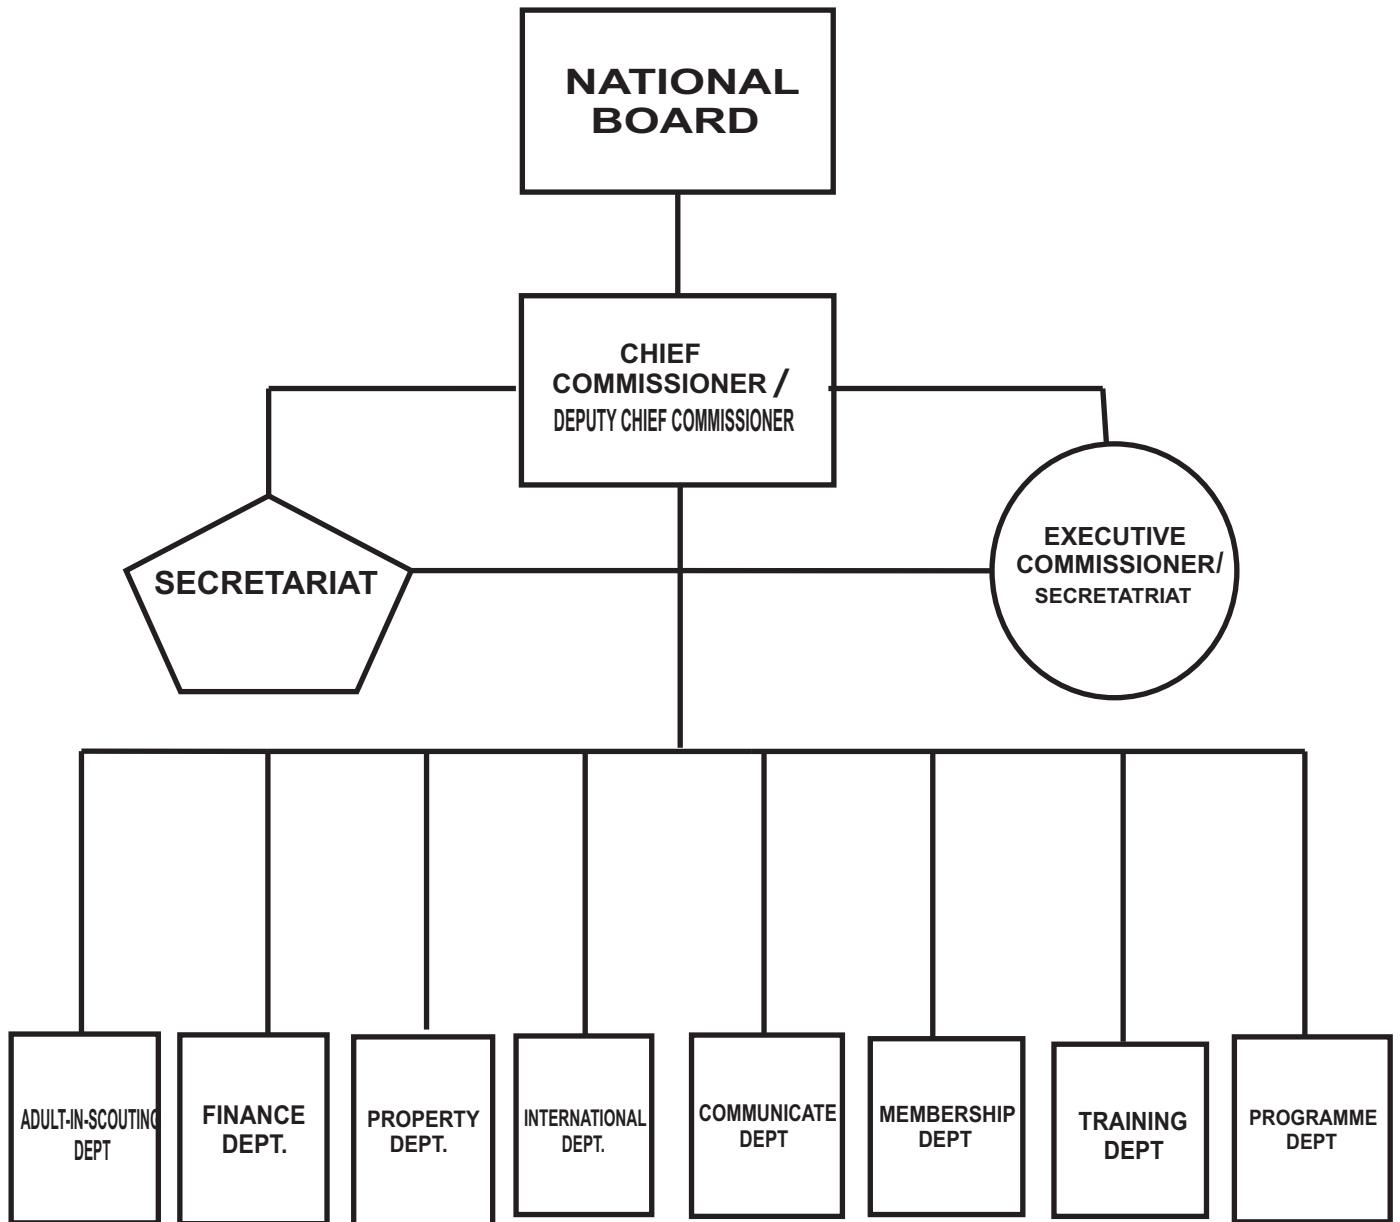 NATIONAL
BOARD
CHIEF
COMMISSIONER /
DEPUTY CHIEF COMMISSIONER
SECRETARIAT
EXECUTIVE
COMMISSIONER/
SECRETATRIAT
ADULT-IN-SCOUTING
DEPT
FINANCE
DEPT.
PROPERTY
DEPT.
INTERNATIONAL
DEPT.
COMMUNICATE
DEPT
MEMBERSHIP
DEPT
TRAINING
DEPT
PROGRAMME
DEPT